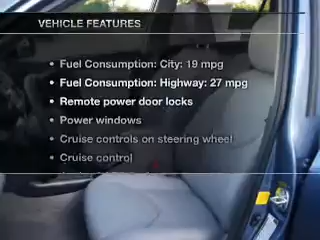 VEHICLE FEATURES
• Fuel Consumption: City: 19 mpg
• Fuel Consumption: Highway: 27 mpg
• Remote power door locks
• Power windows
• Cruise controls on steering wheel
• Cruise control